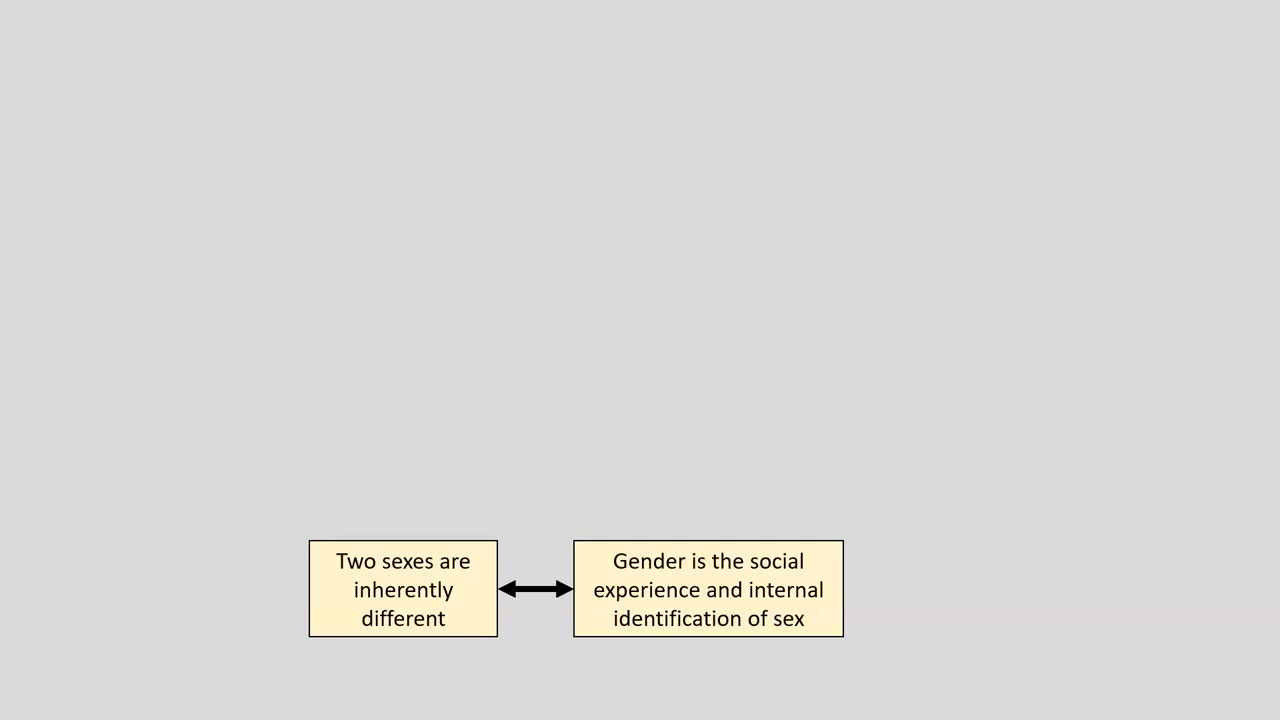 Two sexes are
inherently
different
Gender is the social
experience and internal
identification of sex